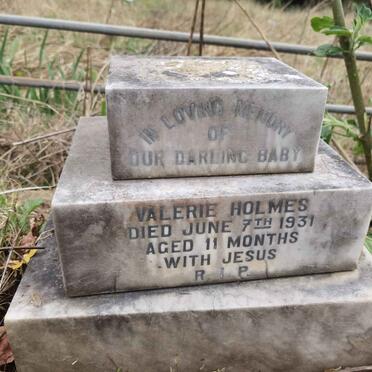 IN LOVING MEMORY
OF
OUR DARLING BABY
VALERIE HOLMES
DIED JUNE 7TH 1931
AGED 11 MONTHS
WITH JESUS
R.I.P.